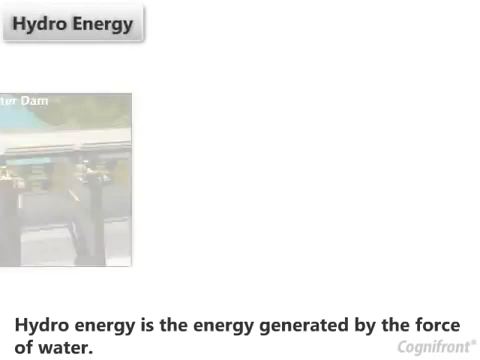 Hydro Energy
ter Dam
Hydro energy is the energy generated by the force
of water.
Cognifront®